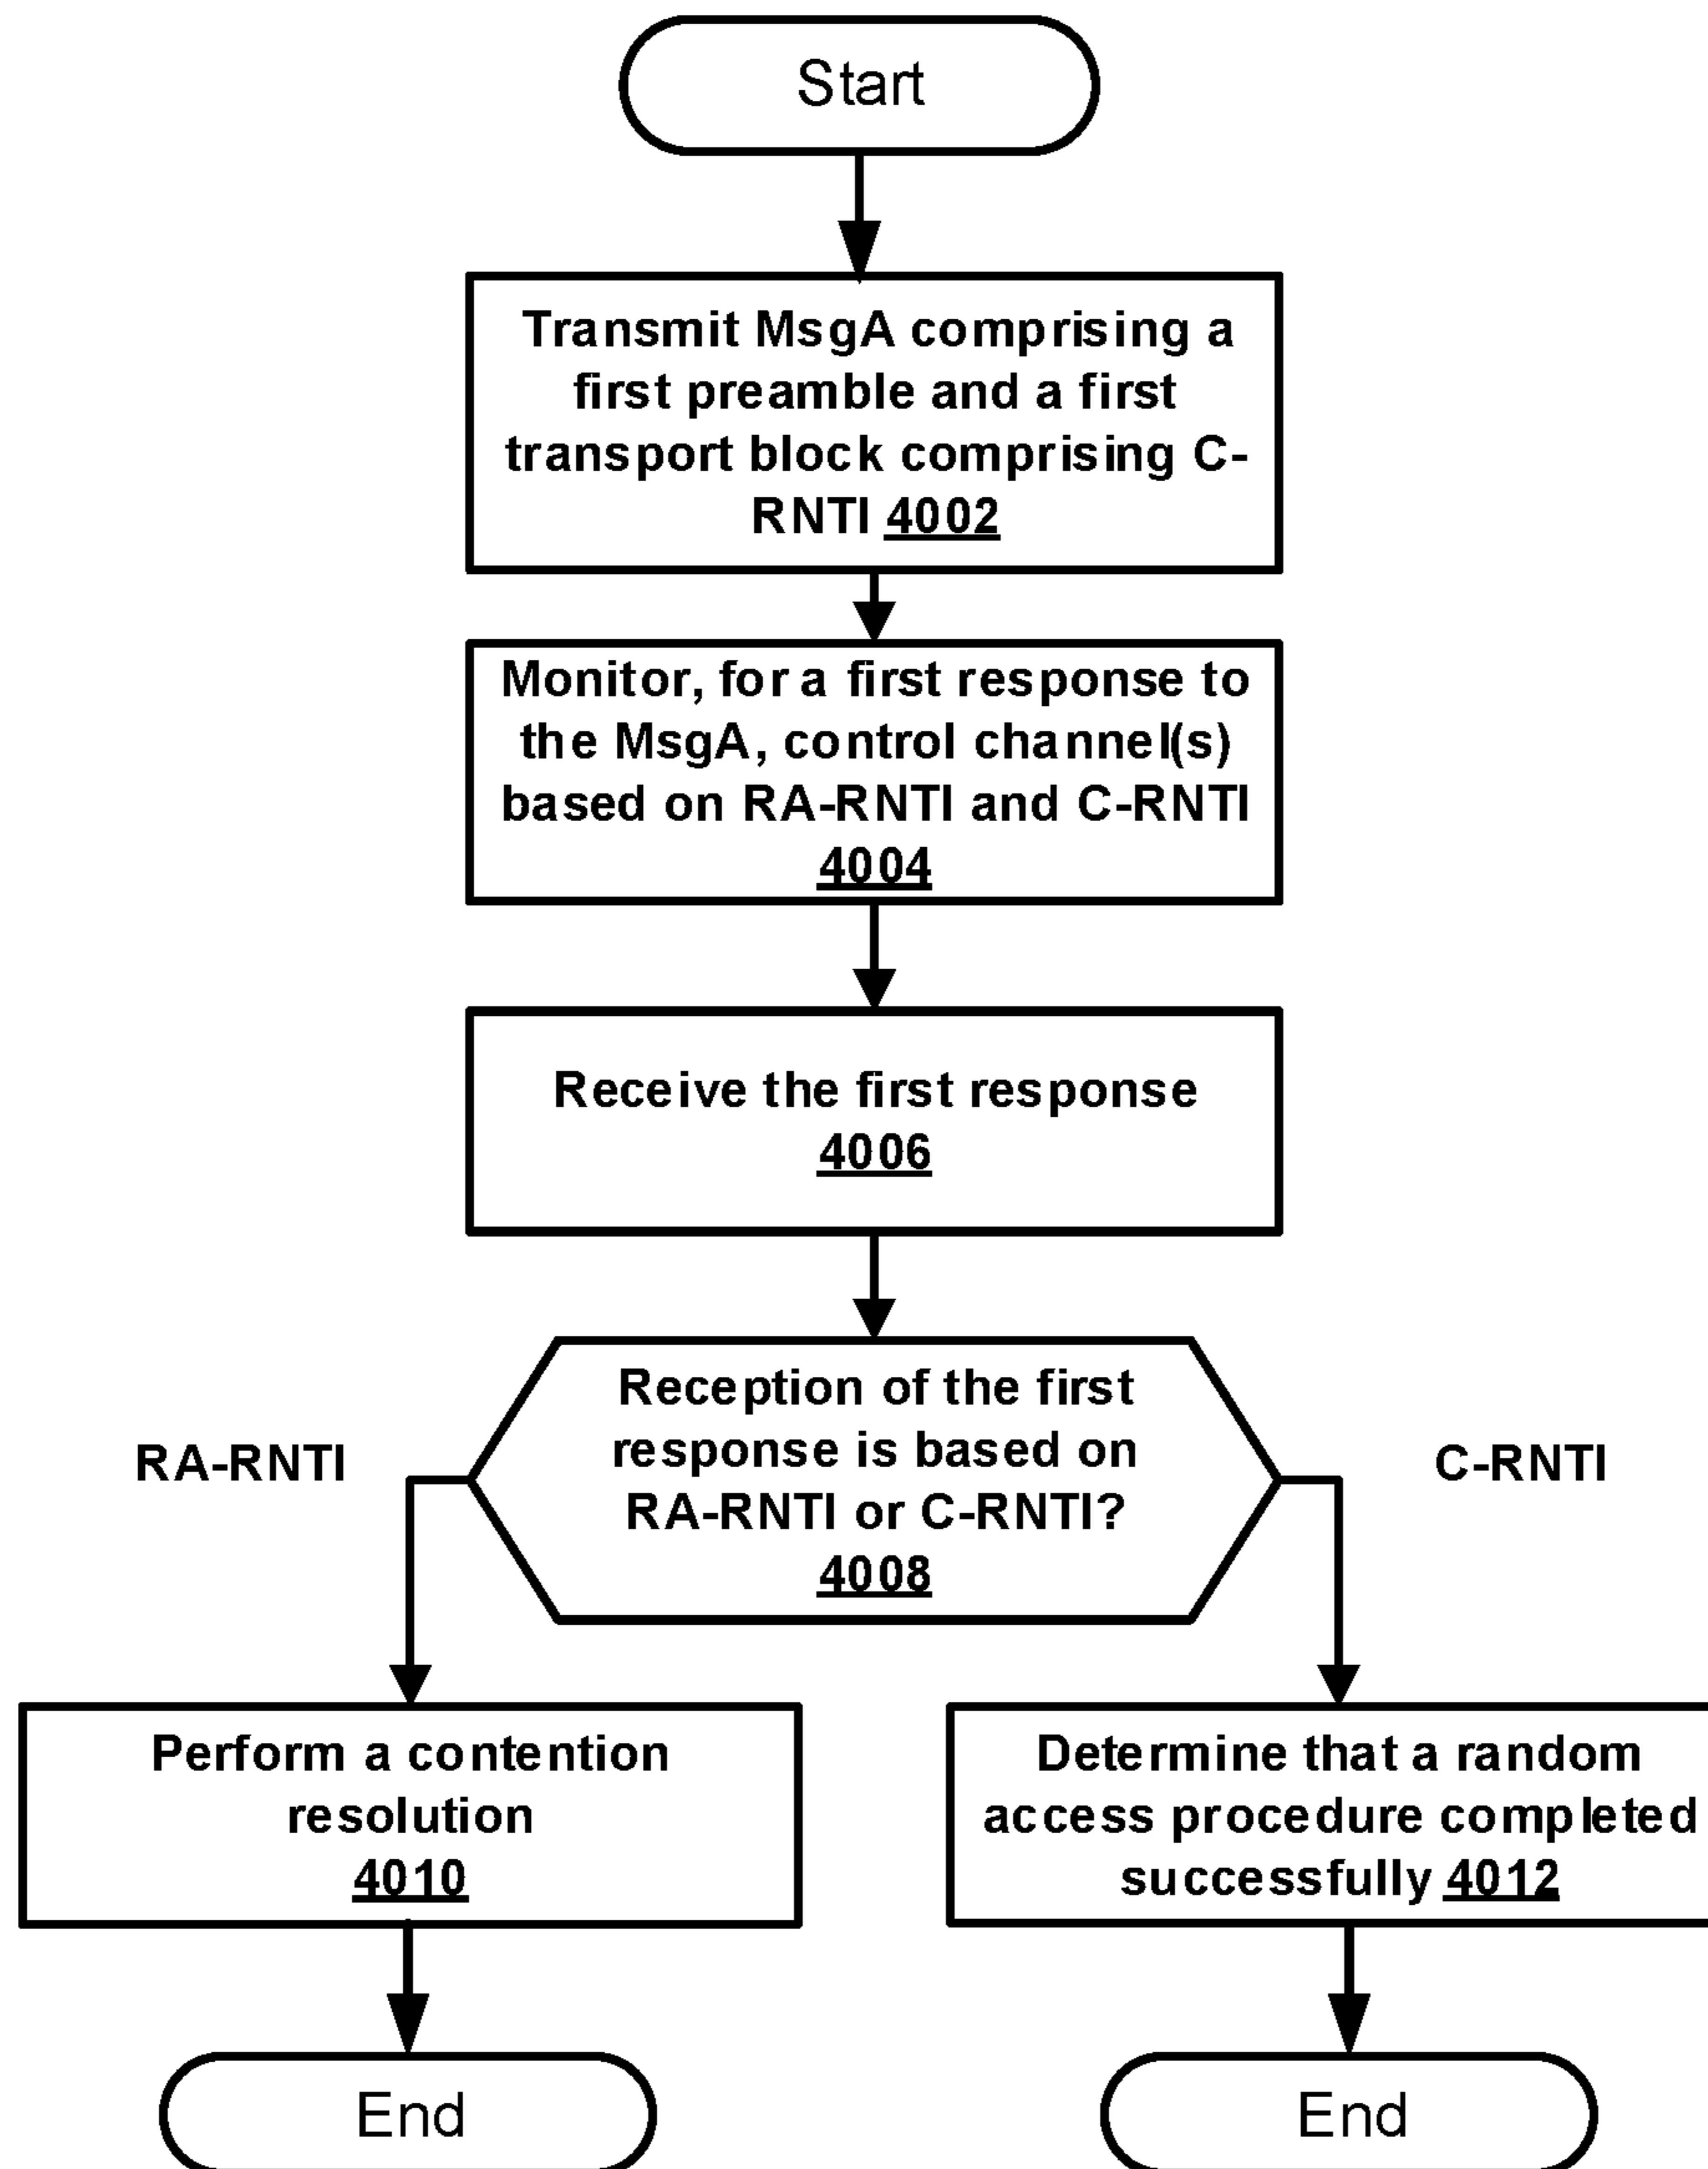 Start
Transmit MsgA comprising a
first preamble and a first
transport block comprising C-
RNTI 4002
Monitor, for a first response to
the MsgA, control channel(s)
based on RA-RNTI and C-RNTI
4004
Receive the first response
4006
Reception of the first
response is based on
RA-RNTI or C-RNTI?
4008
RA-RNTI
C-RNTI
Perform a contention
resolution
4010
Determine that a random
access procedure completed
successfully 4012
End
End